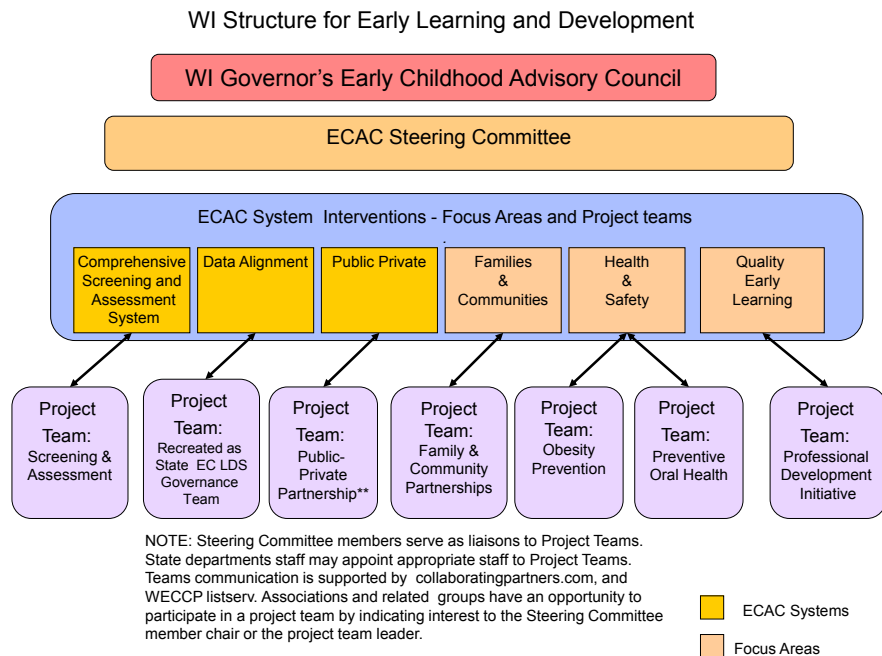 WI Structure for Early Learning and Development
WI Governor's Early Childhood Advisory Council
ECAC Steering Committee
ECAC System  Interventions - Focus Areas and Project teams
.
Comprehensive
Screening and
Assessment
System
Data Alignment
Public Private
Families
&
Communities
Health
&
Safety
Quality
Early
Learning
Project
Team:
Screening &
Assessment
Project
Team:
Recreated as
State  EC LDS
Governance
Team
Project
Team:
Public-
Private
Partnership**
Project
Team:
Family &
Community
Partnerships
Project
Team:
Obesity
Prevention
Project
Team:
Preventive
Oral Health
Project
Team:
Professional
Development
Initiative
NOTE: Steering Committee members serve as liaisons to Project Teams.
State departments staff may appoint appropriate staff to Project Teams.
Teams communication is supported by  collaboratingpartners.com, and
WECCP listserv. Associations and related  groups have an opportunity to
participate in a project team by indicating interest to the Steering Committee
member chair or the project team leader.
ECAC Systems
Focus Areas